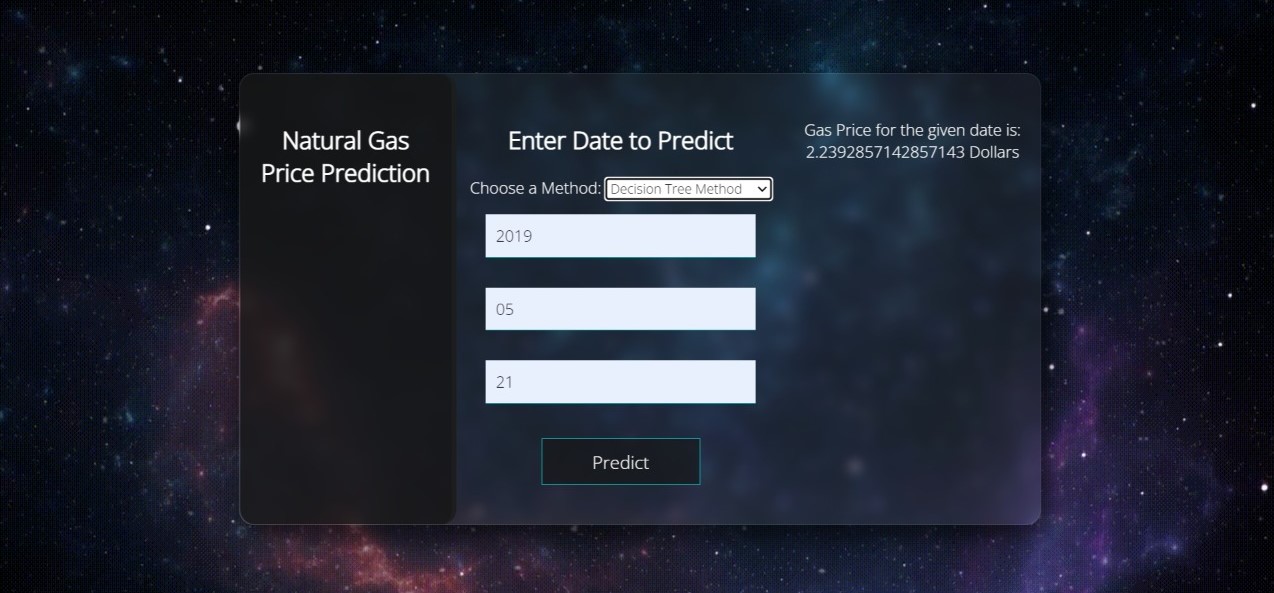 Natural Gas
Price Prediction
Enter Date to Predict
Choose a Method: Decision Tree Method
2019
05
21
Predict
Gas Price for the given date is:
2.2392857142857143 Dollars